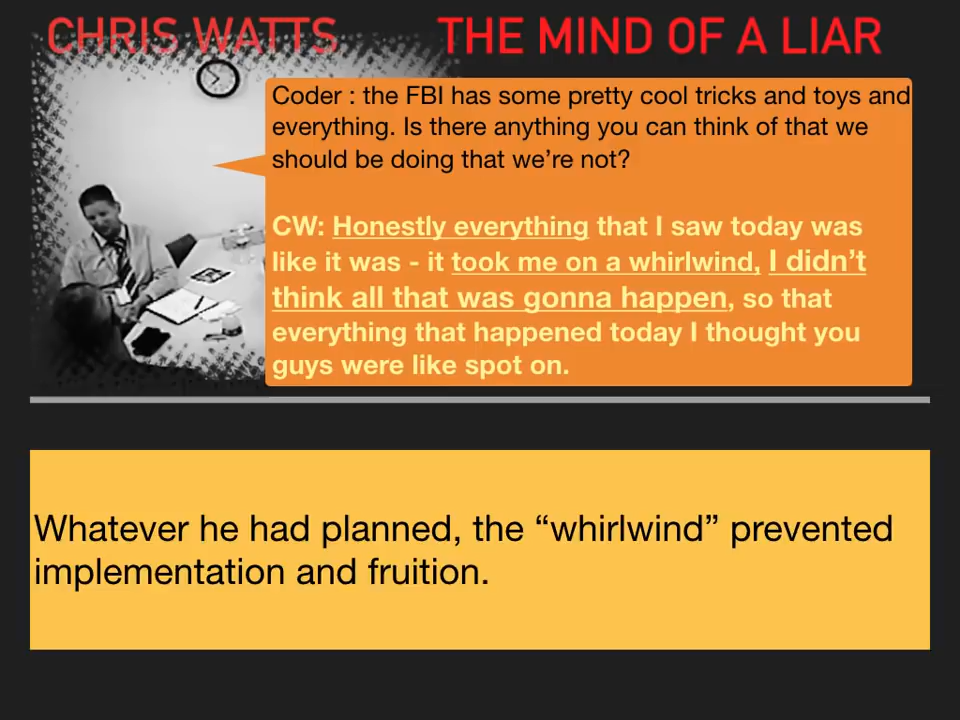 CHRIS WATTS THE MIND OF A LIAR
Coder : the FBI has some pretty cool tricks and toys and
everything. Is there anything you can think of that we
should be doing that we’re not?
CW: Honestly everything that I saw today was
like it was - it took me on a whirlwind, I didn’t
think all that was gonna happen, so that
everything that happened today I thought you
guys were like spot on.
Whatever he had planned, the “whirlwind” prevented
implementation and fruition.